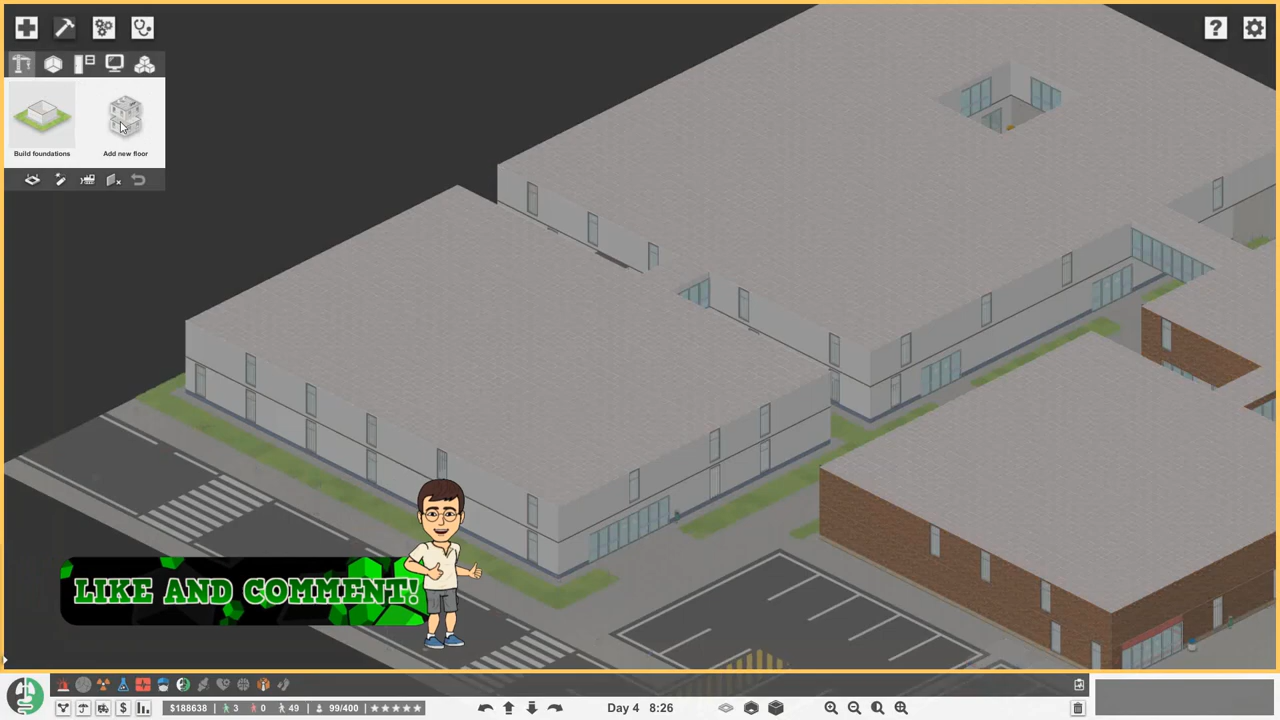 ?
Build foundations
Add new floor
LIKE AND COMMENT!
$188638 | 3 | 0 | 49 | 99/400 |
Day 4 8:26
$